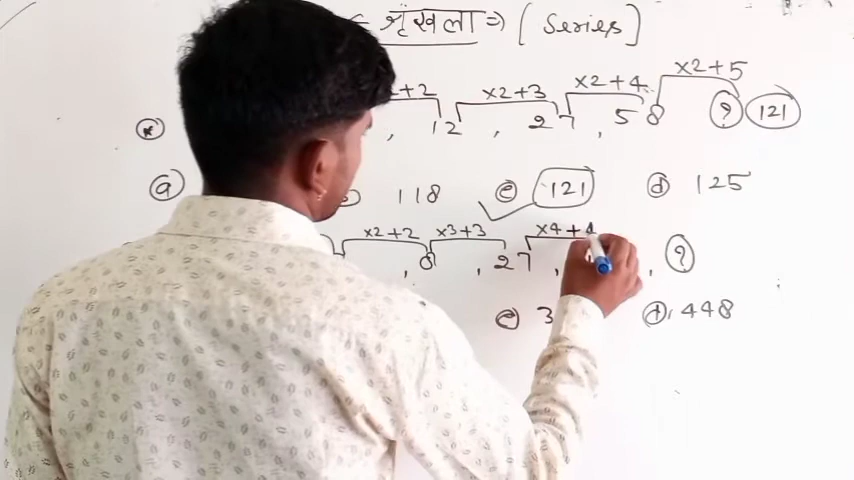 श्रृंखला ⇒ [ Series ]
×2+2 ×2+3 ×2+4 ×2+5
, 12 , 27 , 58 ? 121
ⓐ 118 ⓒ 121 ⓓ 125
×2+2 ×3+3 ×4+4
, 8 , 27 , , ?
ⓒ 3 ⓓ 448